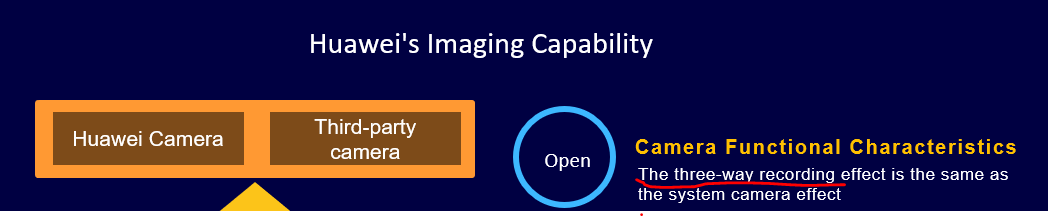 Huawei's Imaging Capability
Huawei Camera
Third-party
camera
Open
Camera Functional Characteristics
The three-way recording effect is the same as
the system camera effect